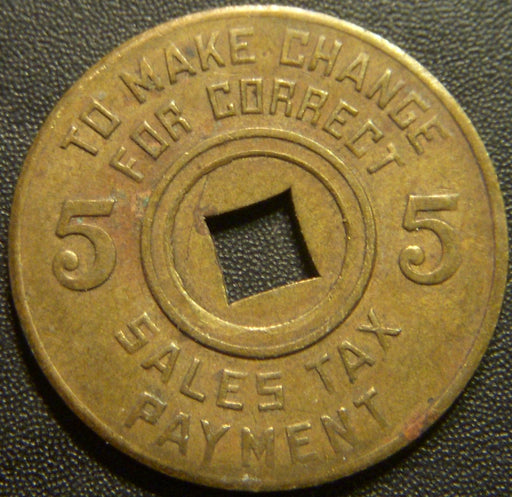 TO MAKE CHANGE
FOR CORRECT
5 5
SALES TAX
PAYMENT